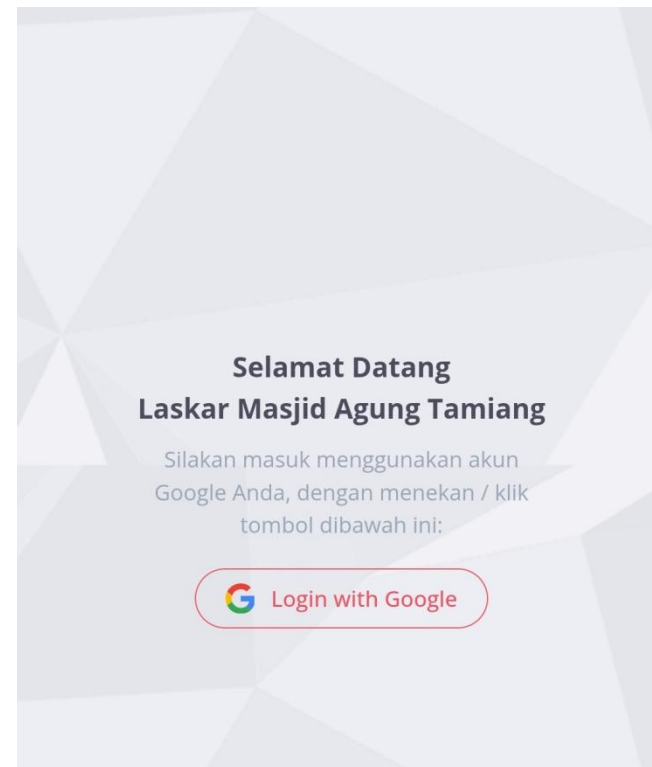 Selamat Datang
Laskar Masjid Agung Tamiang
Silakan masuk menggunakan akun
Google Anda, dengan menekan / klik
tombol dibawah ini:
Login with Google